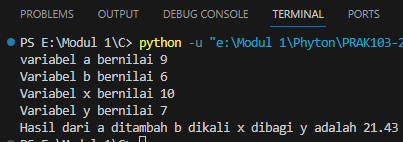 PROBLEMS OUTPUT DEBUG CONSOLE TERMINAL PORTS
PS E:\Modul 1\C> python -u "e:\Modul 1\Phyton\PRAK103-2
variabel a bernilai 9
Variabel b bernilai 6
Variabel x bernilai 10
Variabel y bernilai 7
Hasil dari a ditambah b dikali x dibagi y adalah 21.43
PS E:\Modul 1\C>